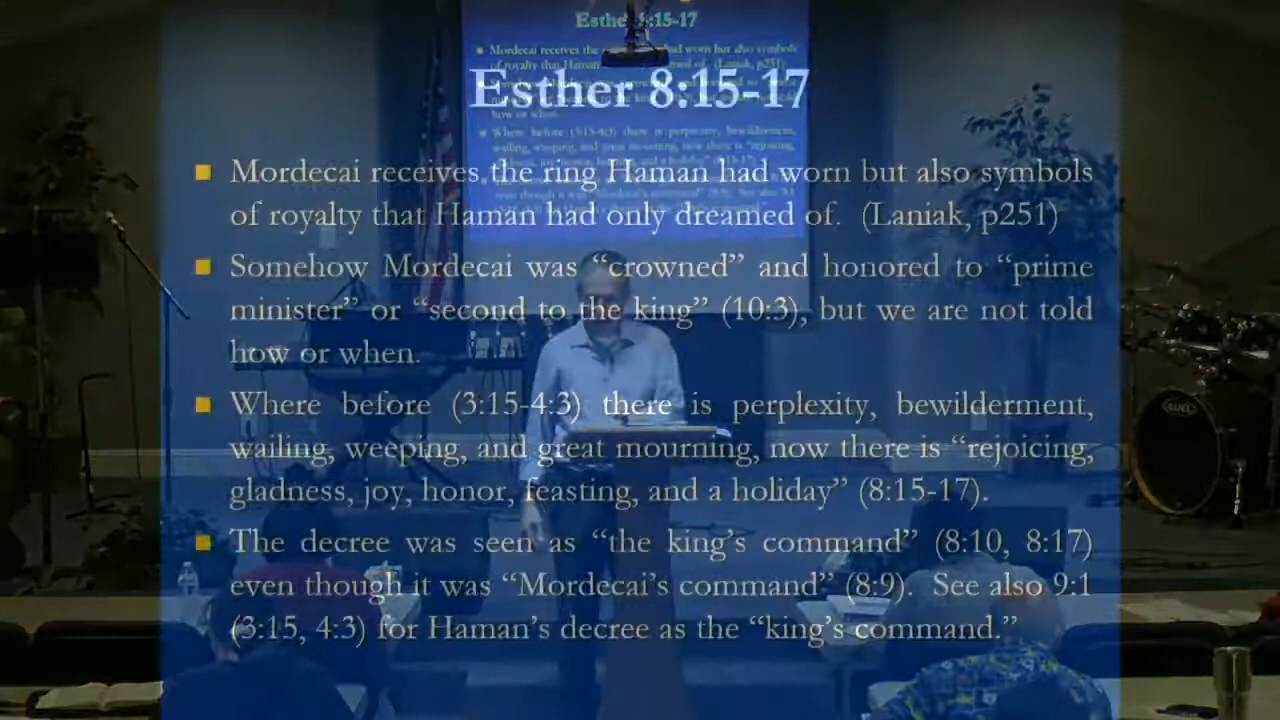 Esther 8:15-17
Esther 8:15-17
Mordecai receives the ring Haman had worn but also symbols
of royalty that Haman had only dreamed of. (Laniak, p251)
Somehow Mordecai was “crowned” and honored to “prime
minister” or “second to the king” (10:3), but we are not told
how or when.
Where before (3:15-4:3) there is perplexity, bewilderment,
wailing, weeping, and great mourning, now there is “rejoicing,
gladness, joy, honor, feasting, and a holiday” (8:15-17).
The decree was seen as “the king’s command” (8:10, 8:17)
even though it was “Mordecai’s command” (8:9). See also 9:1
(3:15, 4:3) for Haman’s decree as the “king’s command.”